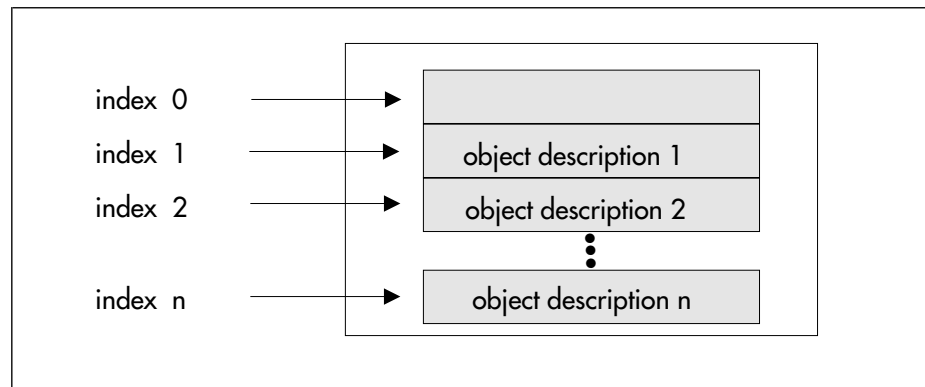 index 0
index 1
object description 1
index 2
object description 2
index n
object description n